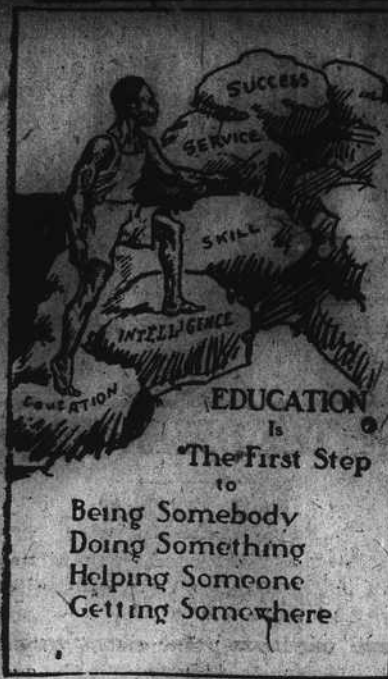 SUCCESS
SERVICE
SKILL
INTELLIGENCE
EDUCATION
EDUCATION
Is
The First Step
to
Being Somebody
Doing Something
Helping Someone
Getting Somewhere